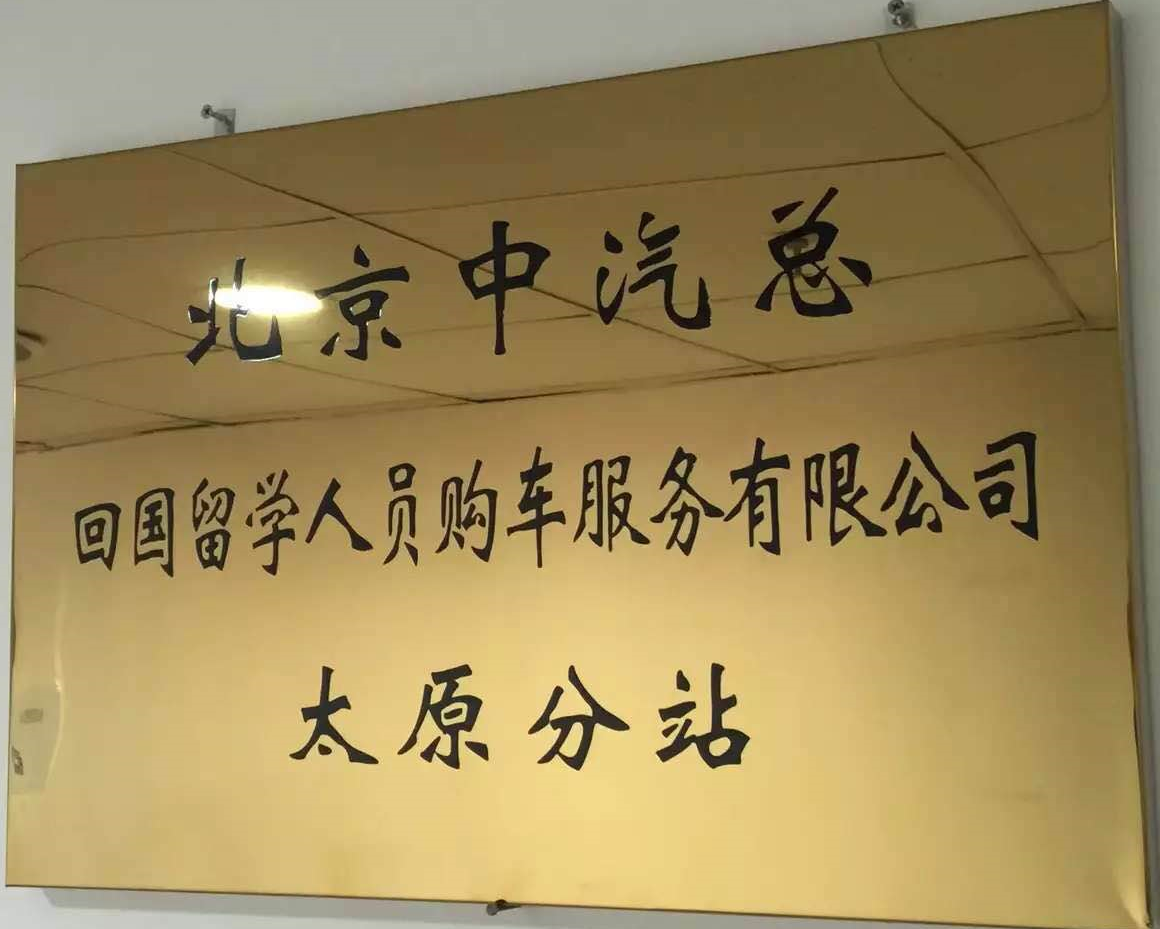 北京中汽总
回国留学人员购车服务有限公司
太原分站